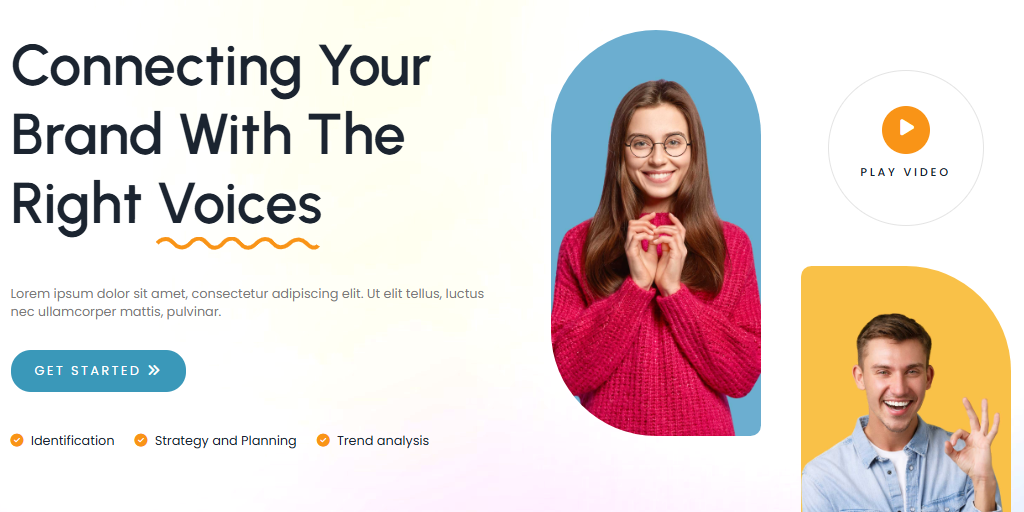 Connecting Your
Brand With The
Right Voices
Lorem ipsum dolor sit amet, consectetur adipiscing elit. Ut elit tellus, luctus
nec ullamcorper mattis, pulvinar.
GET STARTED
Identification
Strategy and Planning
Trend analysis
PLAY VIDEO